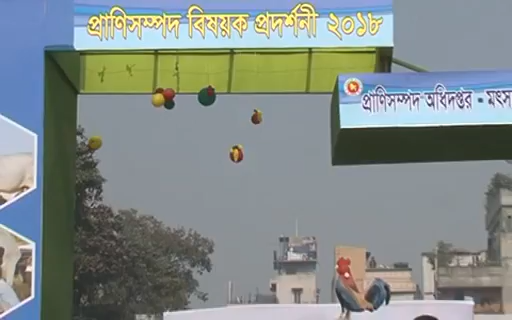 প্রাণিসম্পদ বিষয়ক প্রদর্শনী ২০১৮
প্রাণিসম্পদ অধিদপ্তর - মৎস